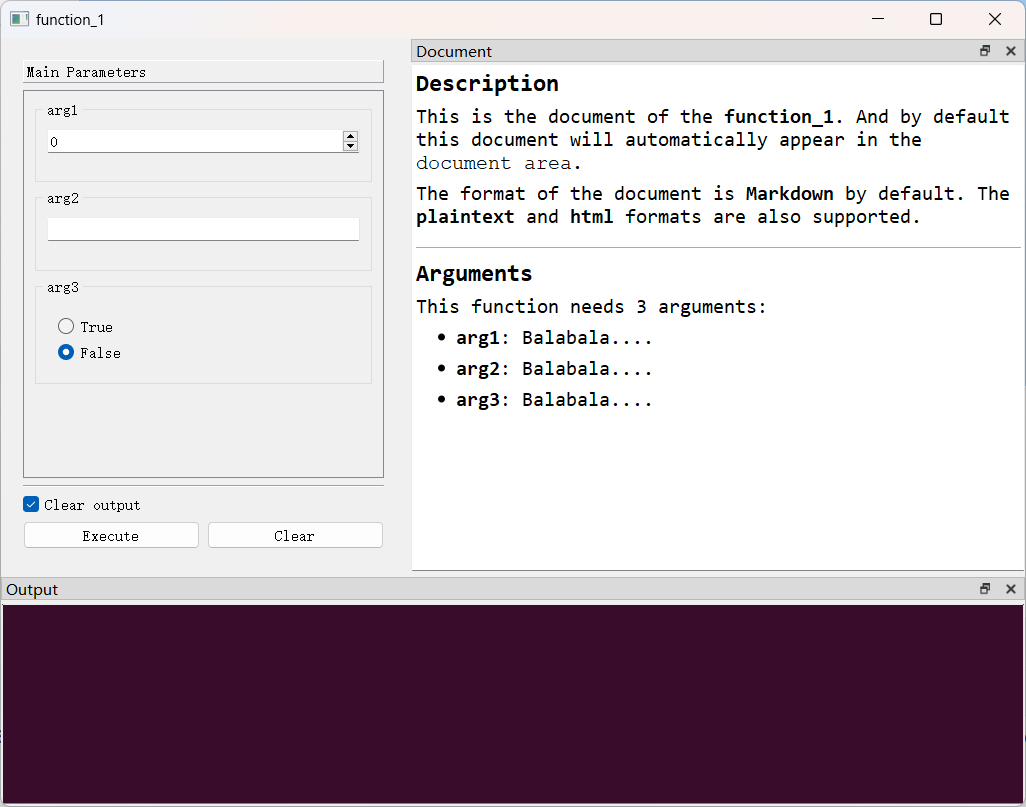 function_1
Main Parameters
arg1
0
arg2
arg3
True
False
Clear output
Execute
Clear
Document
Description
This is the document of the function_1. And by default
this document will automatically appear in the
document area.
The format of the document is Markdown by default. The
plaintext and html formats are also supported.
Arguments
This function needs 3 arguments:
• arg1: Balabala....
• arg2: Balabala....
• arg3: Balabala....
Output